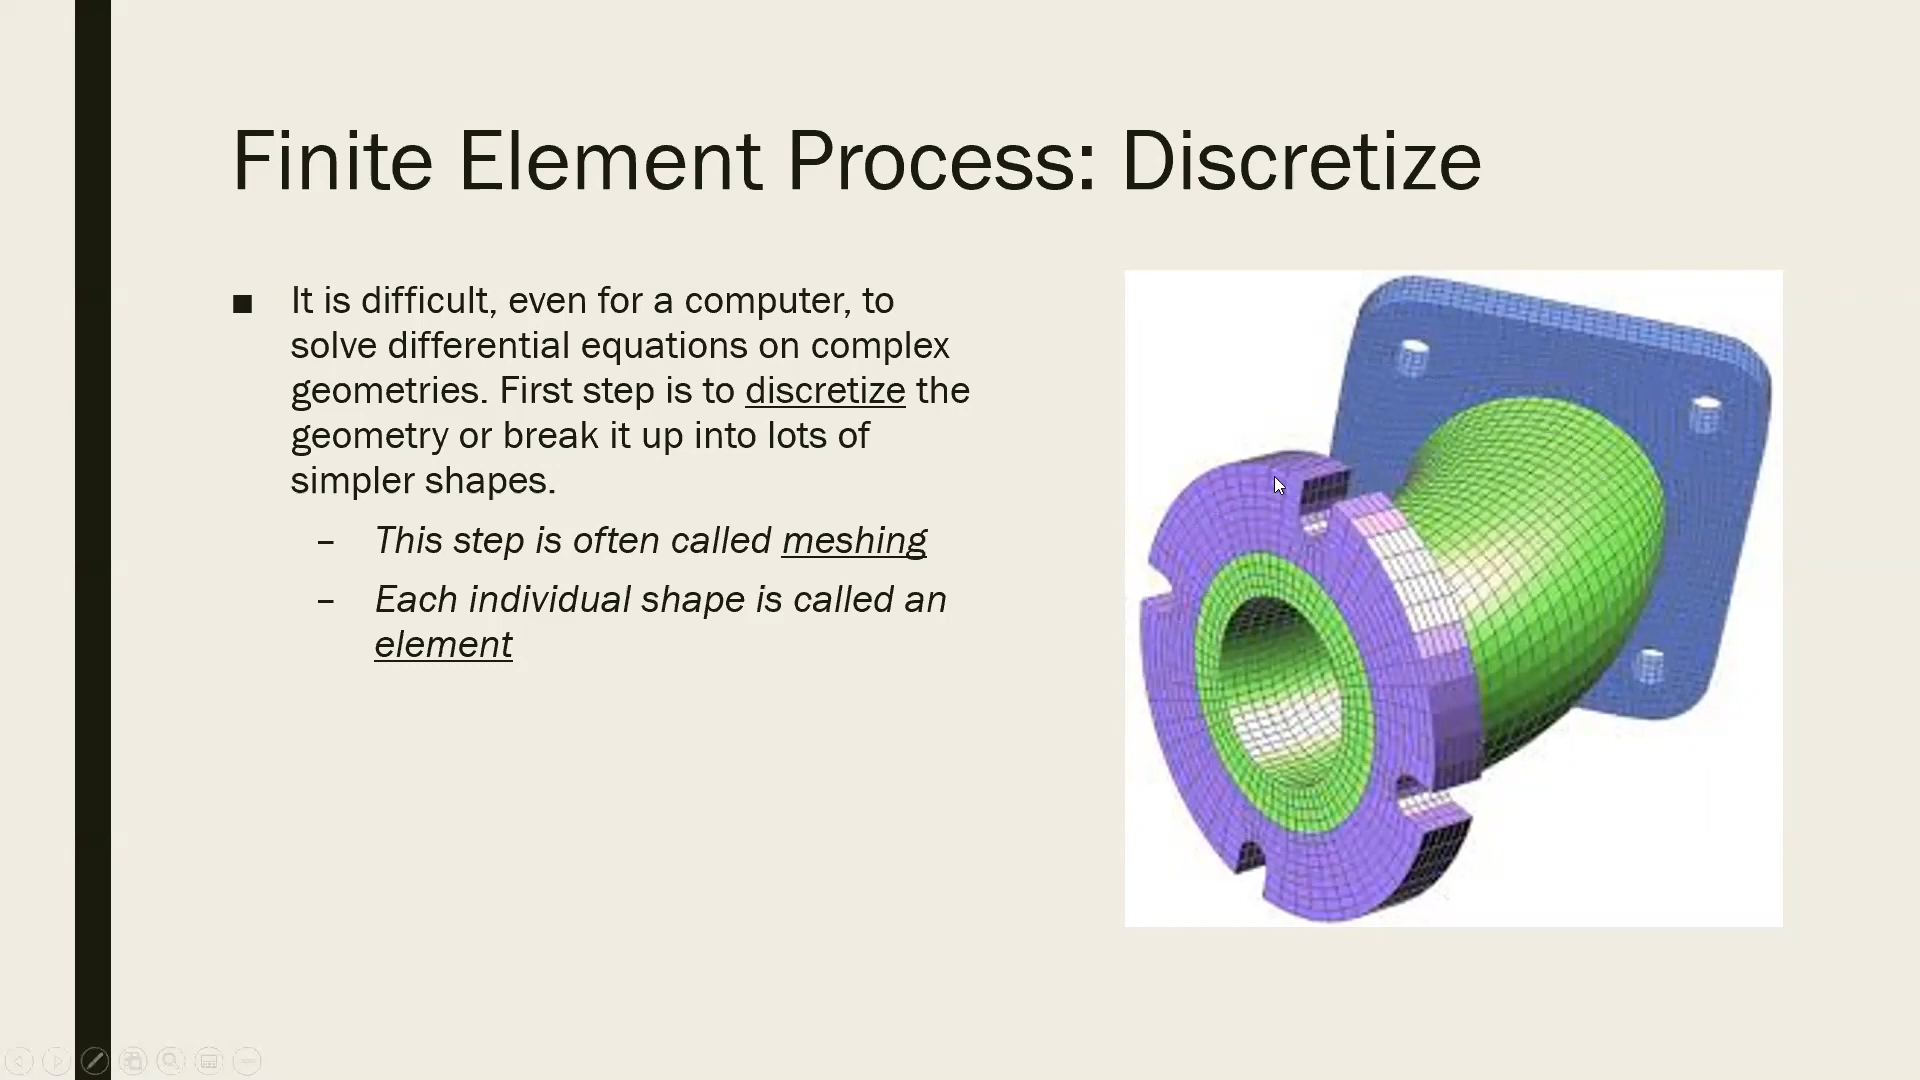 Finite Element Process: Discretize
■ It is difficult, even for a computer, to
solve differential equations on complex
geometries. First step is to discretize the
geometry or break it up into lots of
simpler shapes.
– This step is often called meshing
– Each individual shape is called an
element